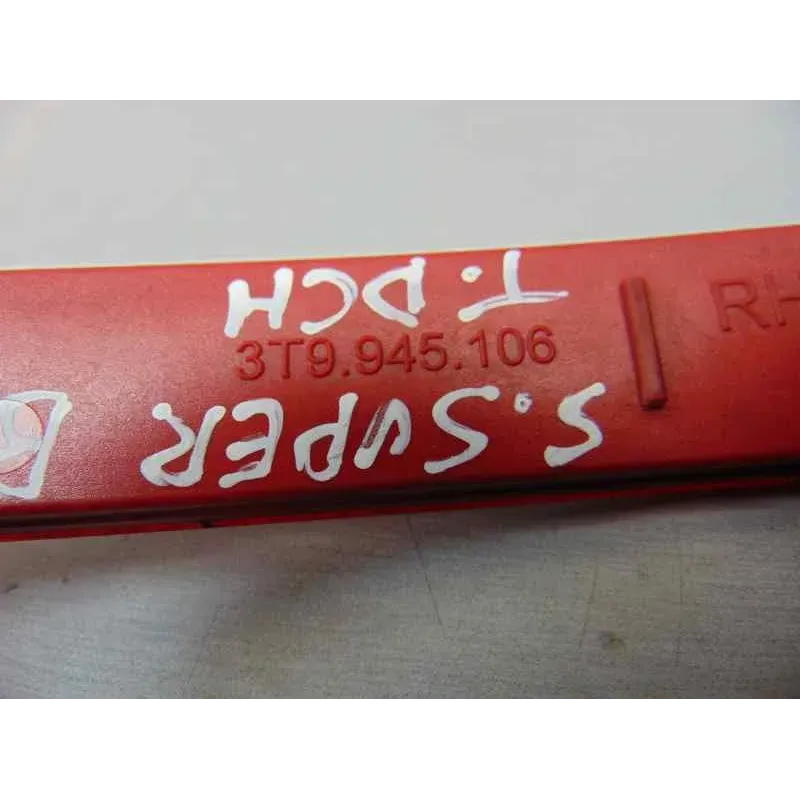 T. DCH
3T9.945.106
RH
S. SUPER B